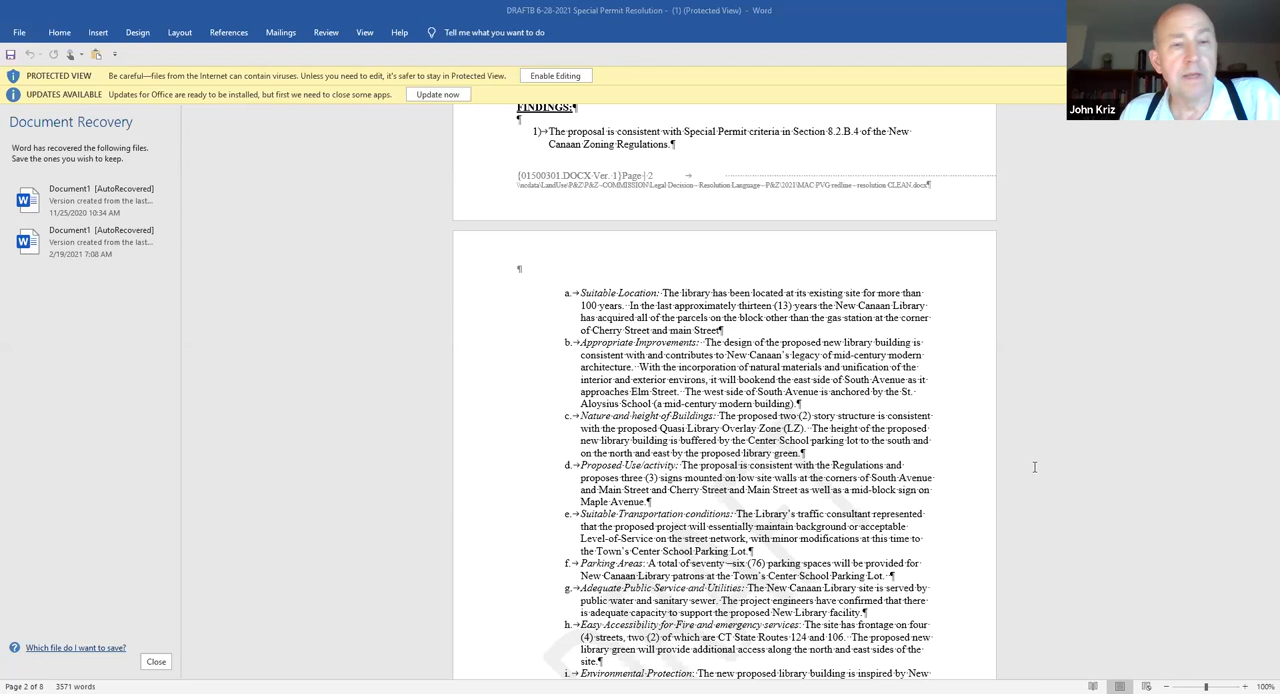 DRAFTB 6-28-2021 Special Permit Resolution - (1) (Protected View) - Word
File Home Insert Design Layout References Mailings Review View Help Tell me what you want to do
PROTECTED VIEW Be careful—files from the Internet can contain viruses. Unless you need to edit, it's safer to stay in Protected View. Enable Editing
UPDATES AVAILABLE Updates for Office are ready to be installed, but first we need to close some apps. Update now
John Kriz
Document Recovery
Word has recovered the following files.
Save the ones you wish to keep.
Document1 [AutoRecovered]
Version created from the last...
11/25/2020 10:34 AM
Document1 [AutoRecovered]
Version created from the last...
2/19/2021 7:08 AM
Which file do I want to save?
Close
FINDINGS:¶
¶
1)→The proposal is consistent with Special Permit criteria in Section 8.2.B.4 of the New
Canaan Zoning Regulations.¶
{01500301.DOCX Ver. 1}Page | 2 →
\\ncdata\LandUse\P&Z\P&Z--COMMISSION\Legal Decision--Resolution Language--P&Z\2021\MAC PVG redline--resolution CLEAN.docx¶
¶
a.→Suitable Location: The library has been located at its existing site for more than
100 years. In the last approximately thirteen (13) years the New Canaan Library
has acquired all of the parcels on the block other than the gas station at the corner
of Cherry Street and main Street¶
b.→Appropriate Improvements: The design of the proposed new library building is
consistent with and contributes to New Canaan's legacy of mid-century modern
architecture. With the incorporation of natural materials and unification of the
interior and exterior environs, it will bookend the east side of South Avenue as it
approaches Elm Street. The west side of South Avenue is anchored by the St.
Aloysius School (a mid-century modern building).¶
c.→Nature and height of Buildings: The proposed two (2) story structure is consistent
with the proposed Quasi Library Overlay Zone (LZ). The height of the proposed
new library building is buffered by the Center School parking lot to the south and
on the north and east by the proposed library green.¶
d.→Proposed Use/activity: The proposal is consistent with the Regulations and
proposes three (3) signs mounted on low site walls at the corners of South Avenue
and Main Street and Cherry Street and Main Street as well as a mid-block sign on
Maple Avenue.¶
e.→Suitable Transportation conditions: The Library's traffic consultant represented
that the proposed project will essentially maintain background or acceptable
Level-of-Service on the street network, with minor modifications at this time to
the Town's Center School Parking Lot.¶
f.→Parking Areas: A total of seventy –six (76) parking spaces will be provided for
New Canaan Library patrons at the Town's Center School Parking Lot. ¶
g.→Adequate Public Service and Utilities: The New Canaan Library site is served by
public water and sanitary sewer. The project engineers have confirmed that there
is adequate capacity to support the proposed New Library facility.¶
h.→Easy Accessibility for Fire and emergency services: The site has frontage on four
(4) streets, two (2) of which are CT State Routes 124 and 106. The proposed new
library green will provide additional access along the north and east sides of the
site.¶
i.→Environmental Protection: The new proposed library building is inspired by New
Page 2 of 8 3571 words 100%